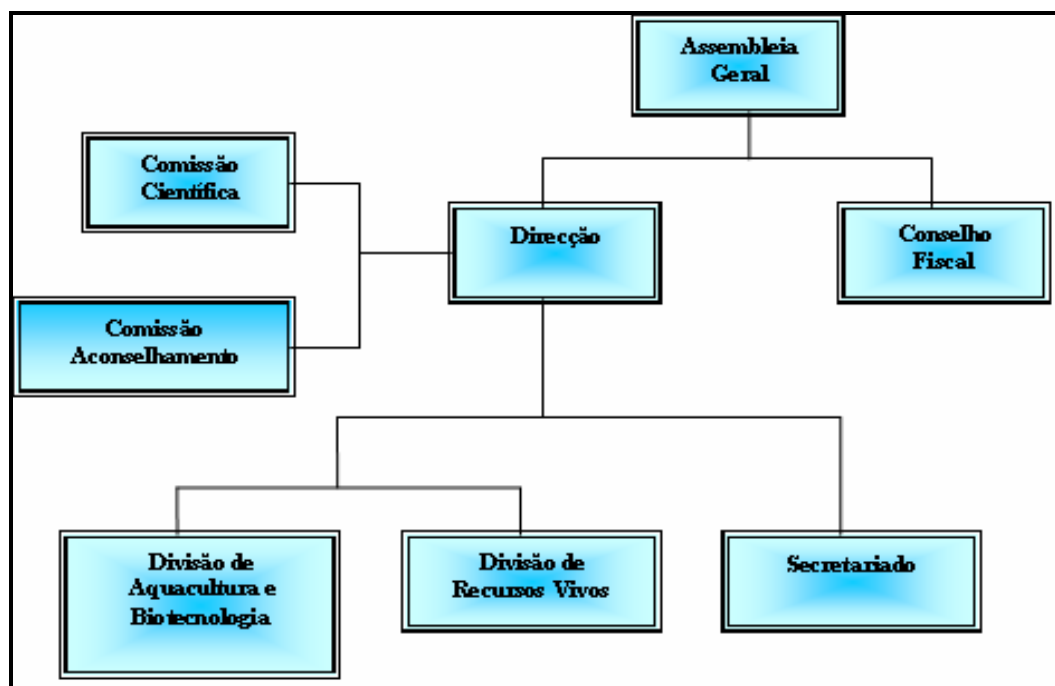 Assembleia
Geral
Comissão
Científica
Direcção
Conselho
Fiscal
Comissão
Aconselhamento
Divisão de
Aquacultura e
Biotecnologia
Divisão de
Recursos Vivos
Secretariado